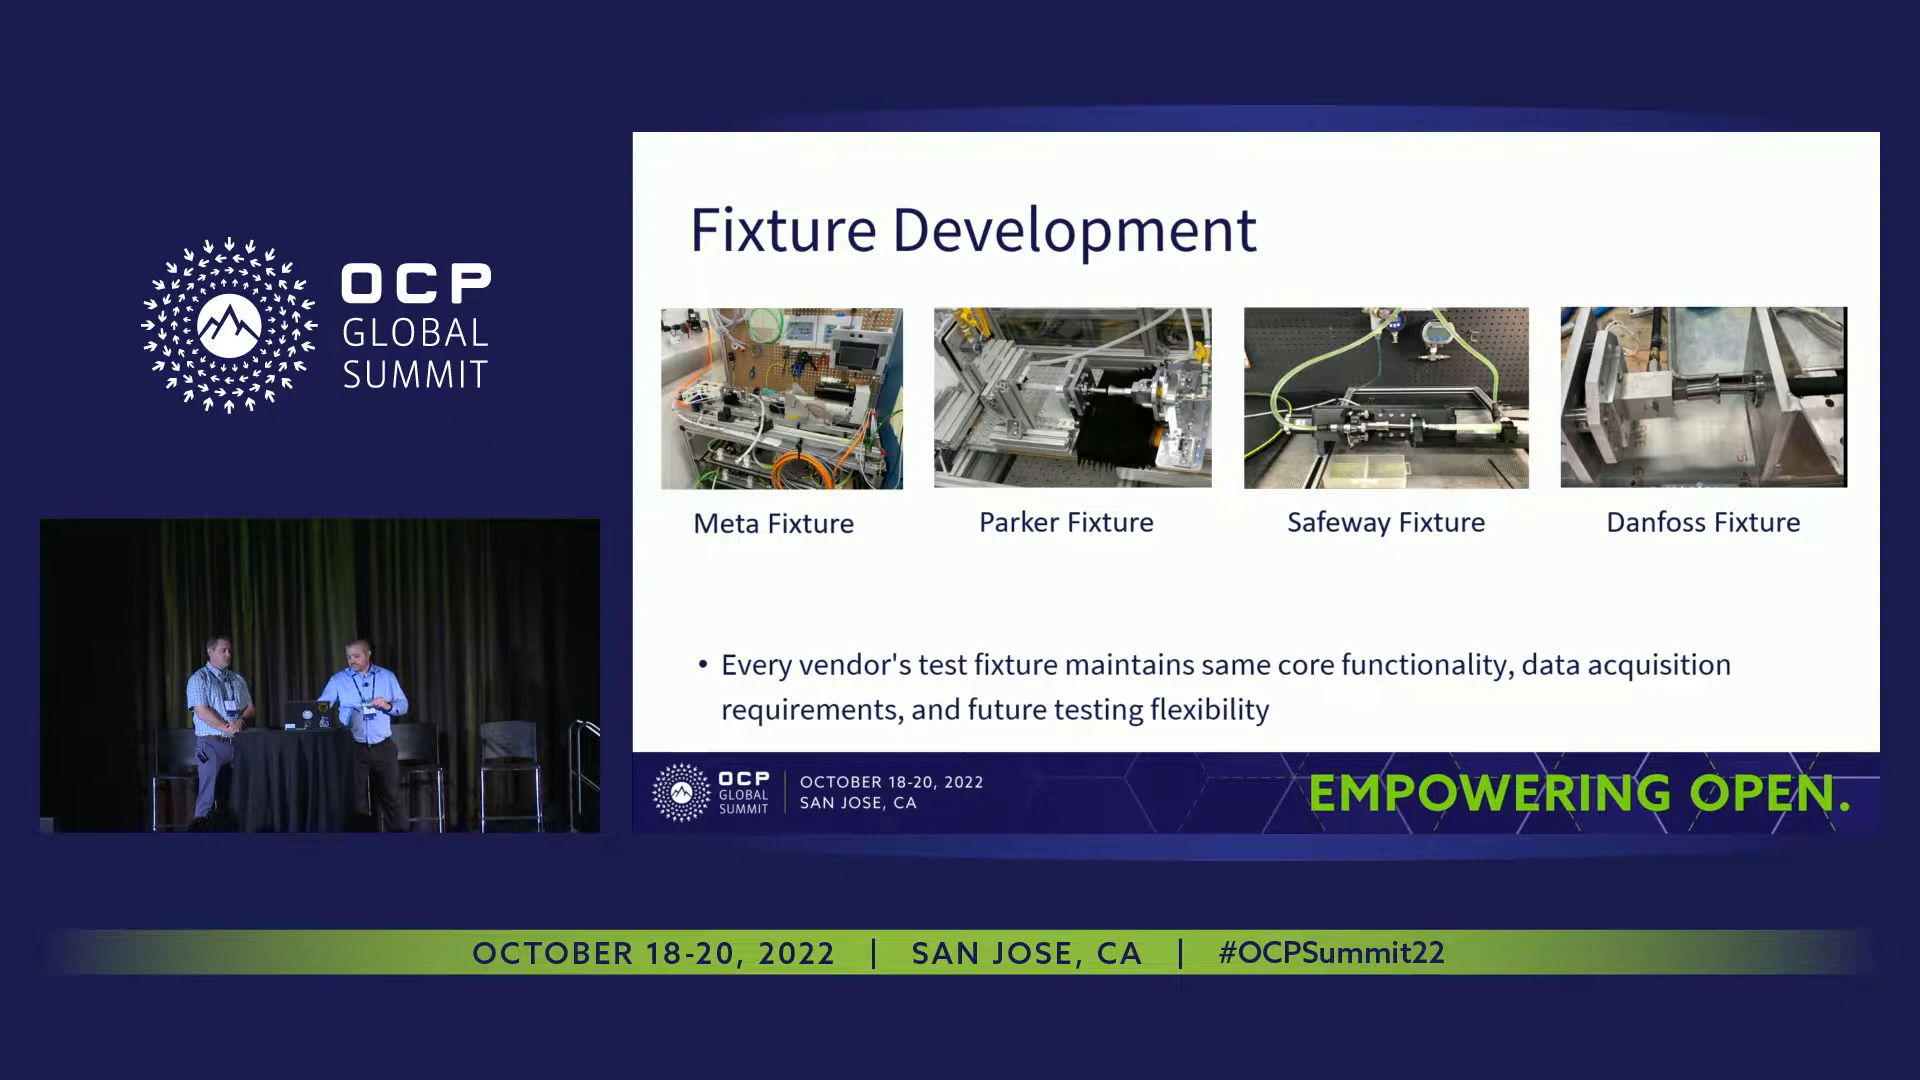 OCP
GLOBAL
SUMMIT
Fixture Development
Meta Fixture
Parker Fixture
Safeway Fixture
Danfoss Fixture
• Every vendor's test fixture maintains same core functionality, data acquisition
requirements, and future testing flexibility
OCP
GLOBAL
SUMMIT
OCTOBER 18-20, 2022
SAN JOSE, CA
EMPOWERING OPEN.
OCTOBER 18-20, 2022 | SAN JOSE, CA | #OCPSummit22